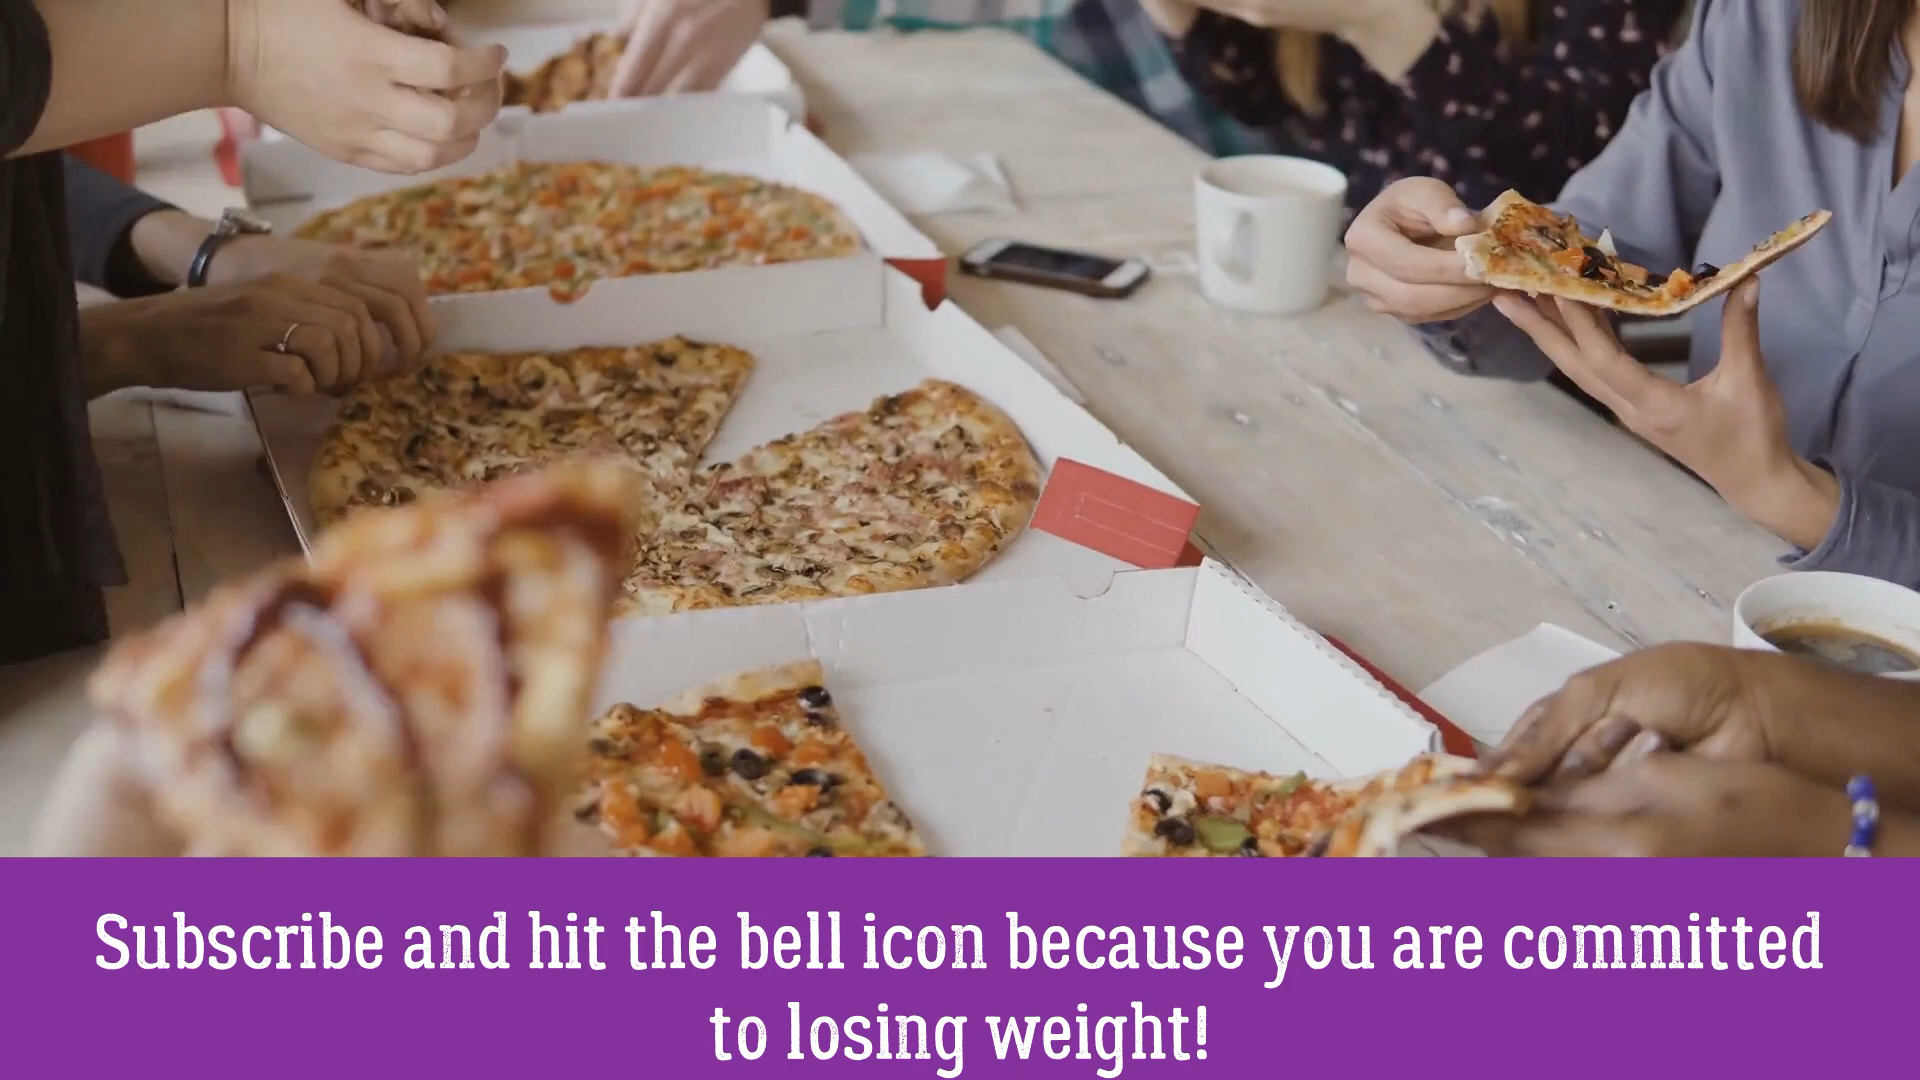 Subscribe and hit the bell icon because you are committed
to losing weight!